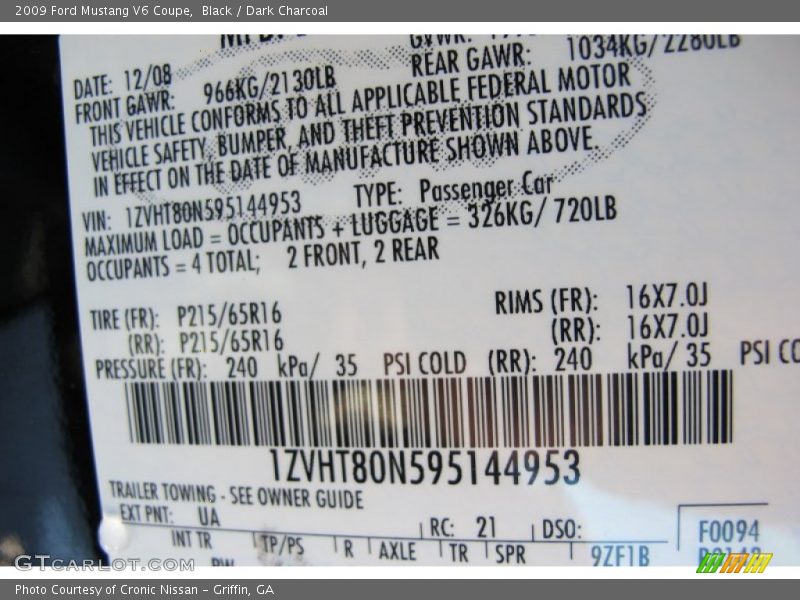 2009 Ford Mustang V6 Coupe, Black / Dark Charcoal
DATE: 12/08
FRONT GAWR: 966KG/2130LB REAR GAWR: 1034KG/2280LB
THIS VEHICLE CONFORMS TO ALL APPLICABLE FEDERAL MOTOR
VEHICLE SAFETY, BUMPER, AND THEFT PREVENTION STANDARDS
IN EFFECT ON THE DATE OF MANUFACTURE SHOWN ABOVE.
VIN: 1ZVHT80N595144953 TYPE: Passenger Car
MAXIMUM LOAD = OCCUPANTS + LUGGAGE = 326KG/ 720LB
OCCUPANTS = 4 TOTAL; 2 FRONT, 2 REAR
TIRE (FR): P215/65R16 RIMS (FR): 16X7.0J
(RR): P215/65R16 (RR): 16X7.0J
PRESSURE (FR): 240 kPa/ 35 PSI COLD (RR): 240 kPa/ 35 PSI CO
1ZVHT80N595144953
TRAILER TOWING - SEE OWNER GUIDE
EXT PNT: UA RC: 21 DSO: F0094
INT TR TP/PS R AXLE TR SPR 9ZF1B
GTCARLOT.COM
Photo Courtesy of Cronic Nissan - Griffin, GA